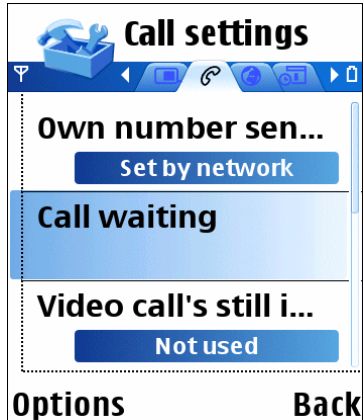 Call settings
Own number sen...
Set by network
Call waiting
Video call's still i...
Not used
Options
Back